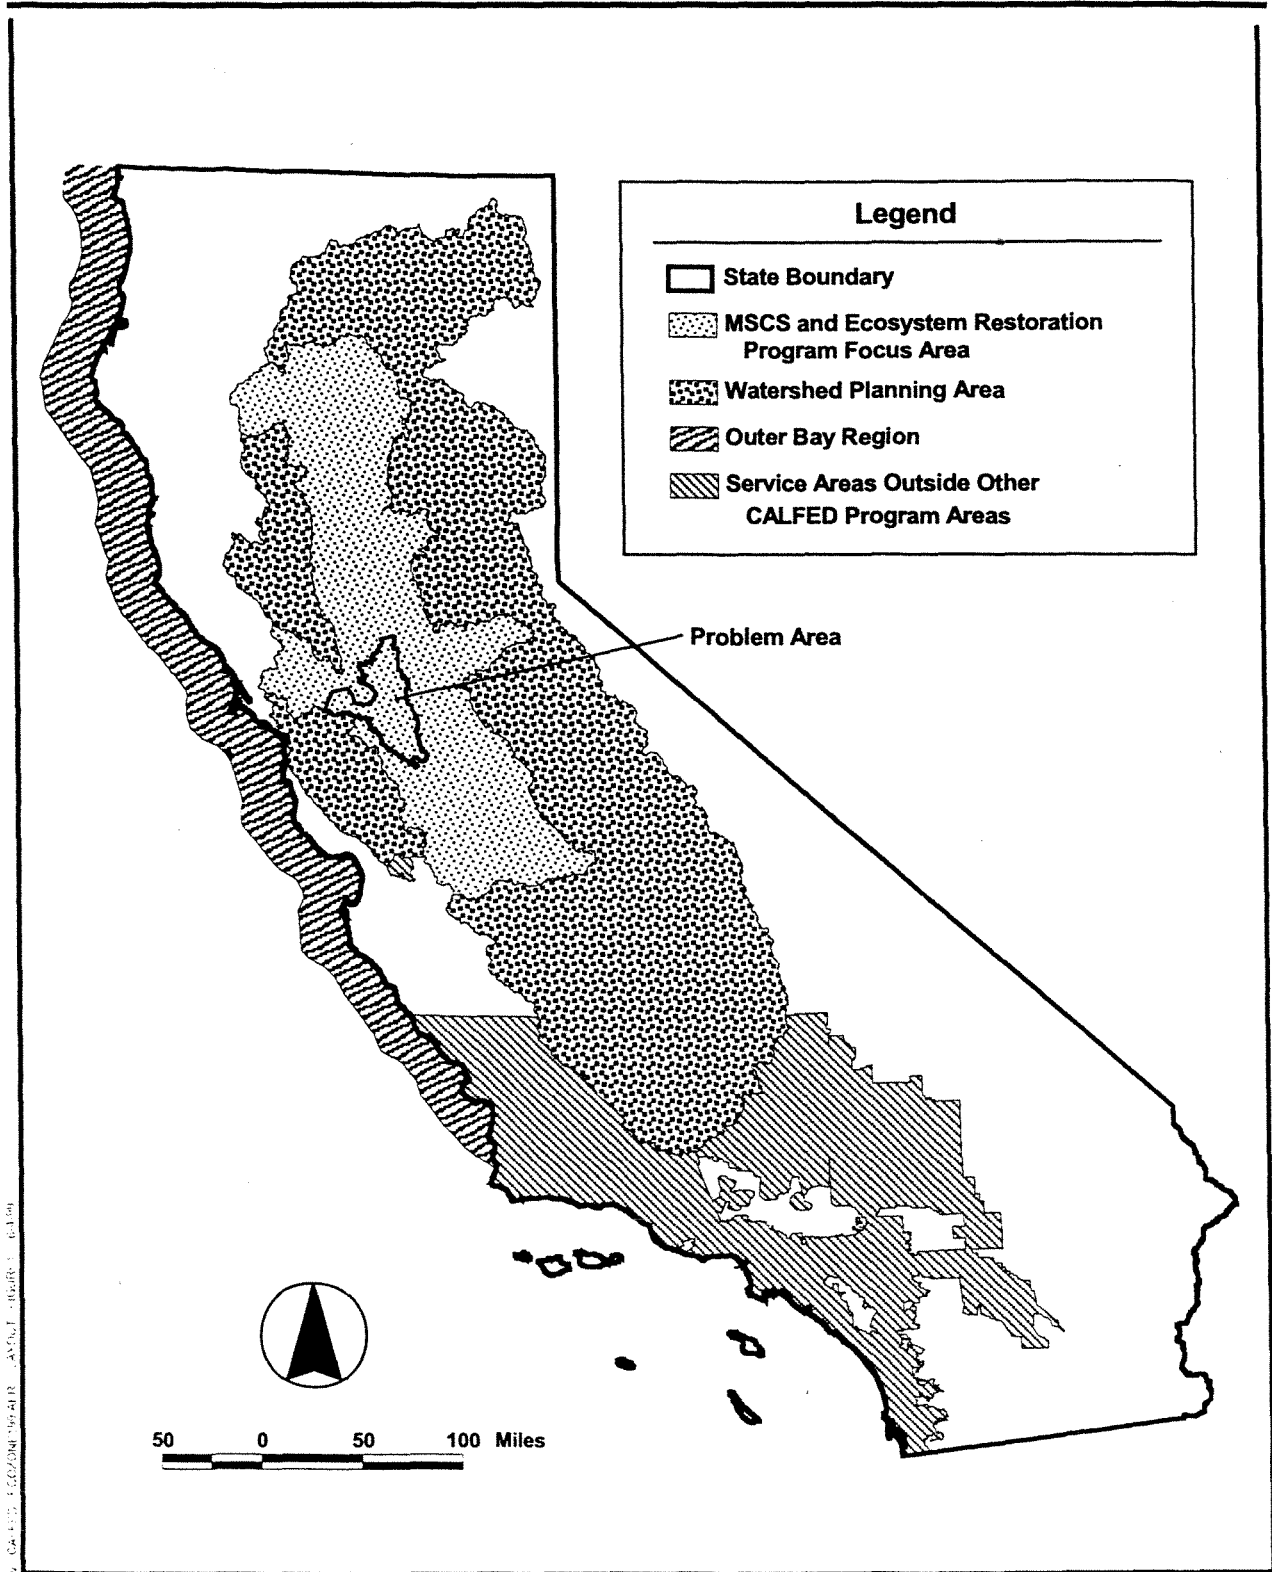 Legend
State Boundary
MSCS and Ecosystem Restoration
Program Focus Area
Watershed Planning Area
Outer Bay Region
Service Areas Outside Other
CALFED Program Areas
Problem Area
50 0 50 100 Miles